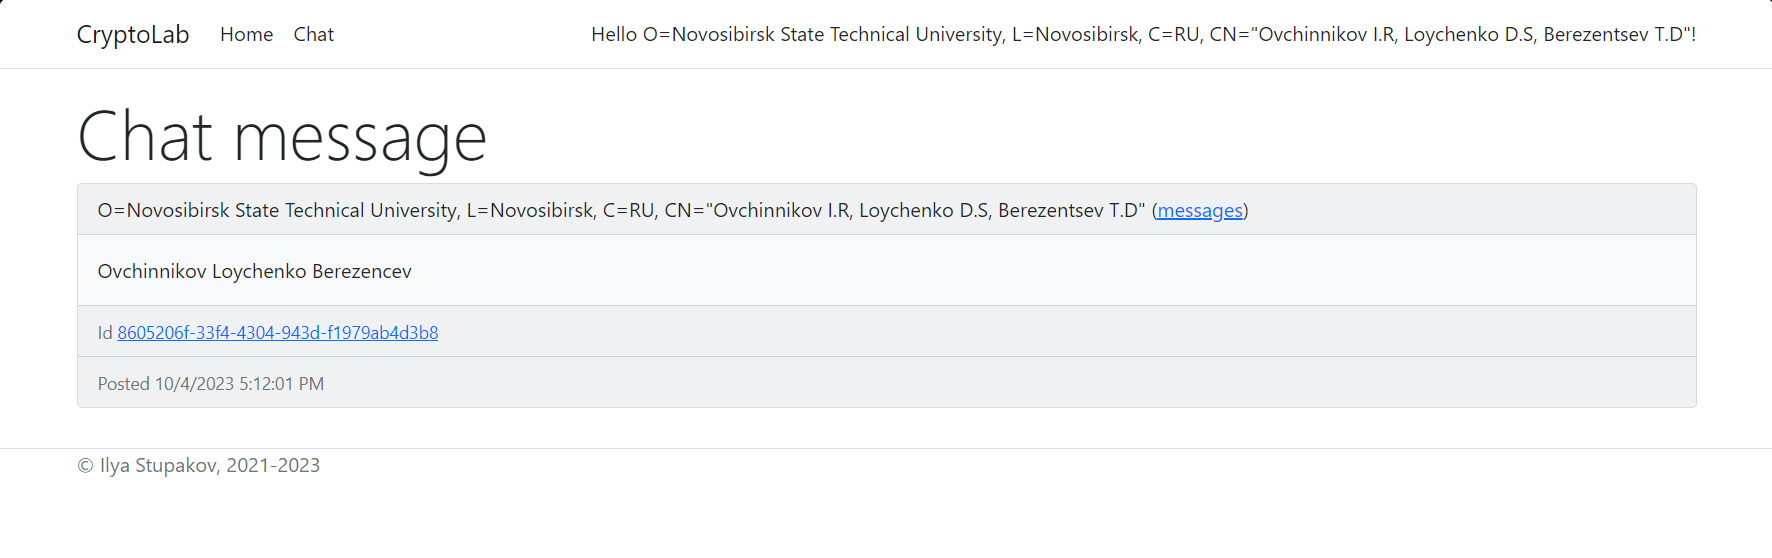 CryptoLab Home Chat Hello O=Novosibirsk State Technical University, L=Novosibirsk, C=RU, CN="Ovchinnikov I.R, Loychenko D.S, Berezentsev T.D"!
Chat message
O=Novosibirsk State Technical University, L=Novosibirsk, C=RU, CN="Ovchinnikov I.R, Loychenko D.S, Berezentsev T.D" (messages)
Ovchinnikov Loychenko Berezencev
Id 8605206f-33f4-4304-943d-f1979ab4d3b8
Posted 10/4/2023 5:12:01 PM
© Ilya Stupakov, 2021-2023